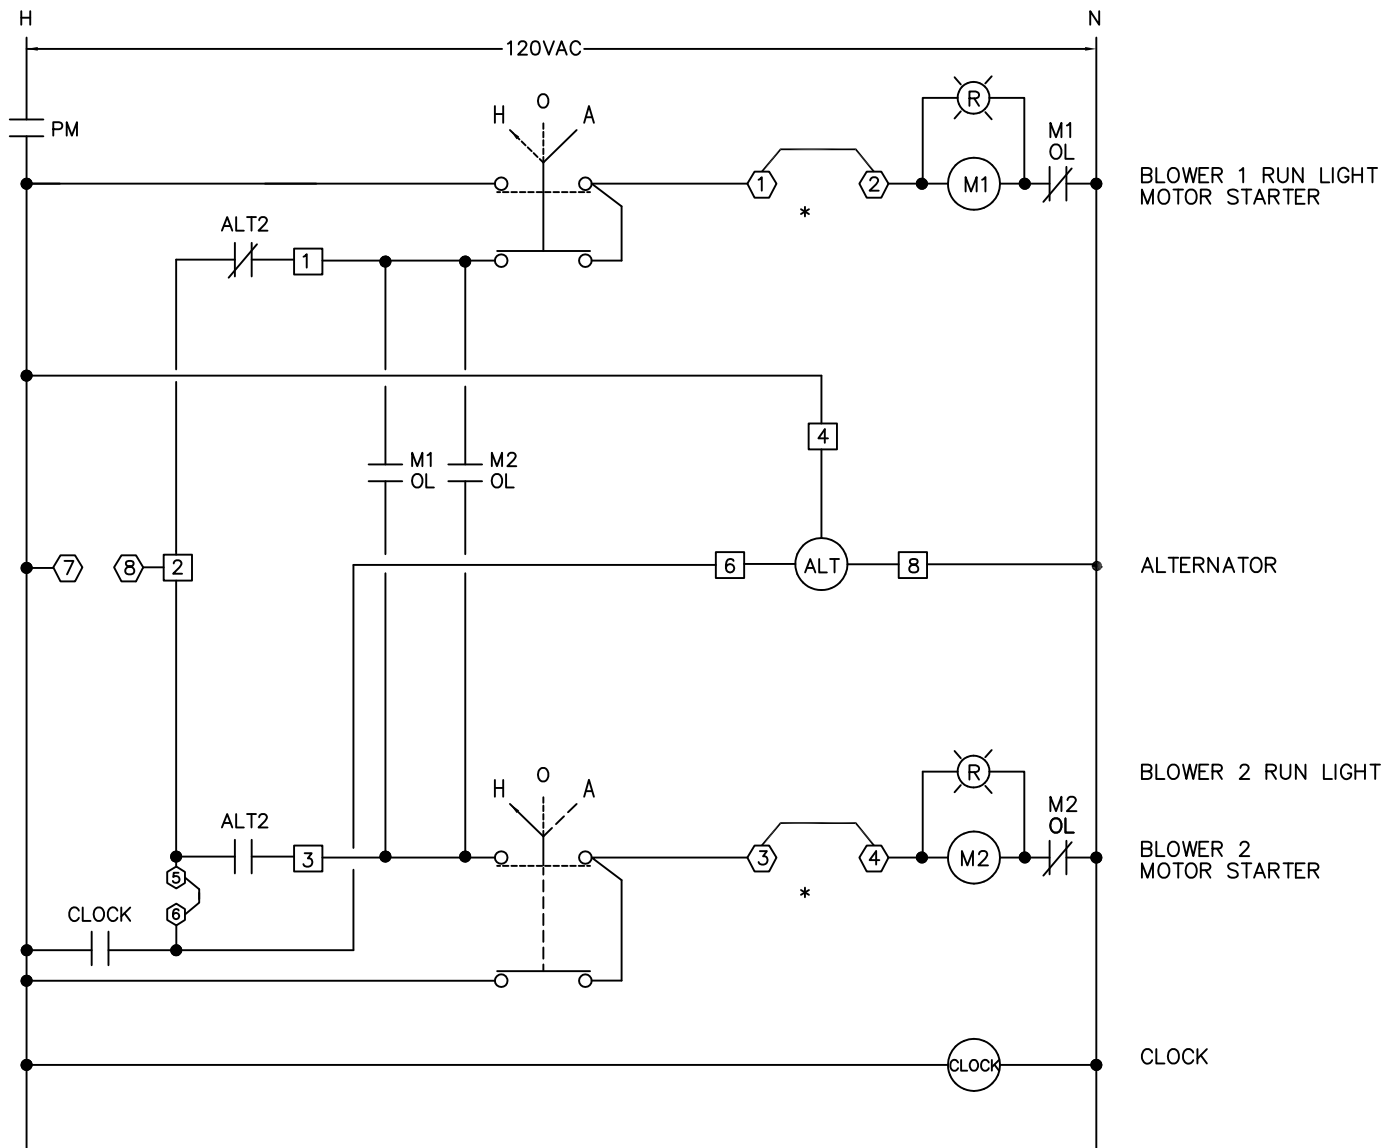 H
N
120VAC
PM
H O A
R
M1
OL
1
2
M1
*
BLOWER 1 RUN LIGHT
MOTOR STARTER
ALT2
1
4
M1
OL
M2
OL
7
8
2
6
ALT
8
ALTERNATOR
H O A
R
BLOWER 2 RUN LIGHT
M2
OL
ALT2
3
3
4
M2
*
BLOWER 2
MOTOR STARTER
5
6
CLOCK
CLOCK
CLOCK